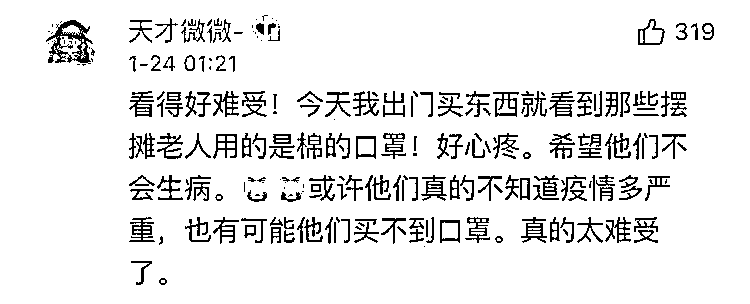 天才微微-
319
1-24 01:21
看得好难受！今天我出门买东西就看到那些摆
摊老人用的是棉的口罩！好心疼。希望他们不
会生病。或许他们真的不知道疫情多严
重，也有可能他们买不到口罩。真的太难受
了。